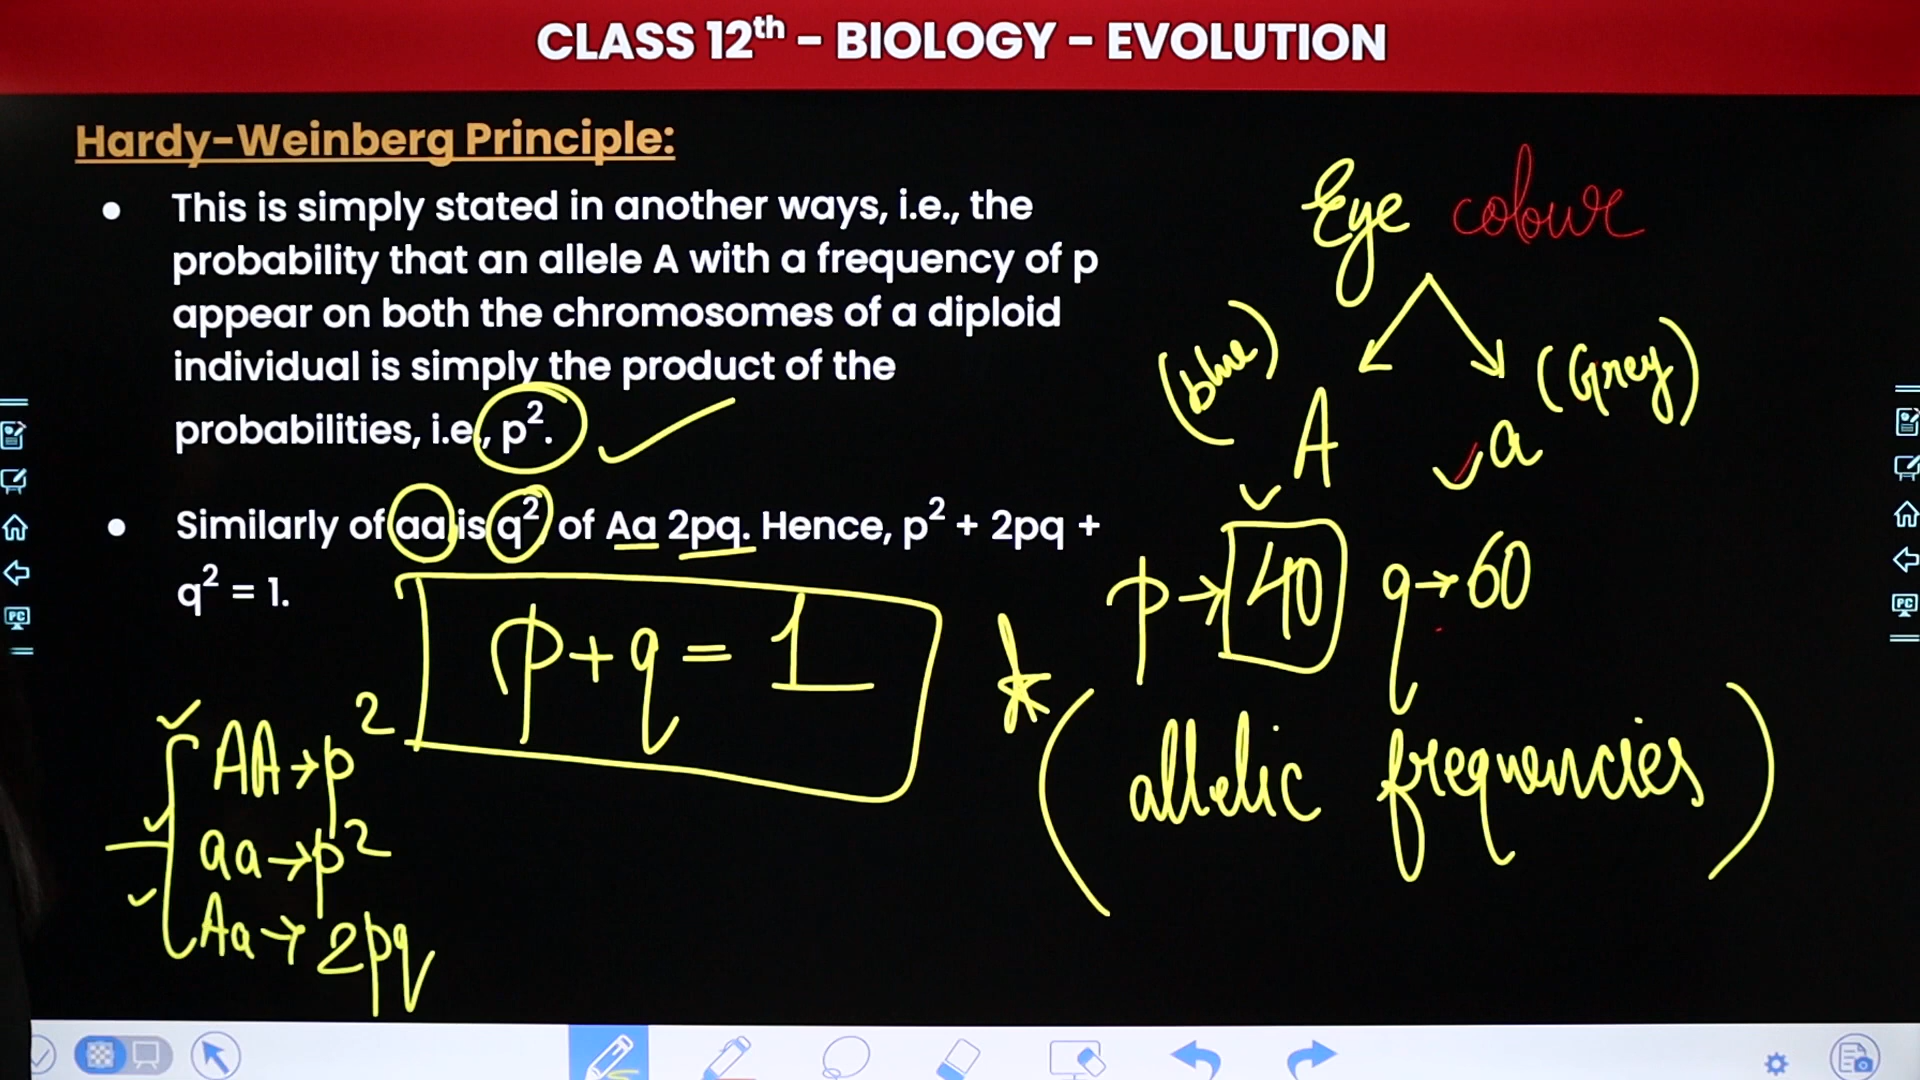 CLASS 12th - BIOLOGY - EVOLUTION
Hardy-Weinberg Principle:
• This is simply stated in another ways, i.e., the
probability that an allele A with a frequency of p
appear on both the chromosomes of a diploid
individual is simply the product of the
probabilities, i.e., p².
• Similarly of aa is q² of Aa 2pq. Hence, p² + 2pq +
q² = 1.
p+q = 1
AA→p²
aa→p²
Aa→2pq
Eye colour
(blue) (Grey)
A a
p→40 q→60
(allelic frequencies)
PC
PC